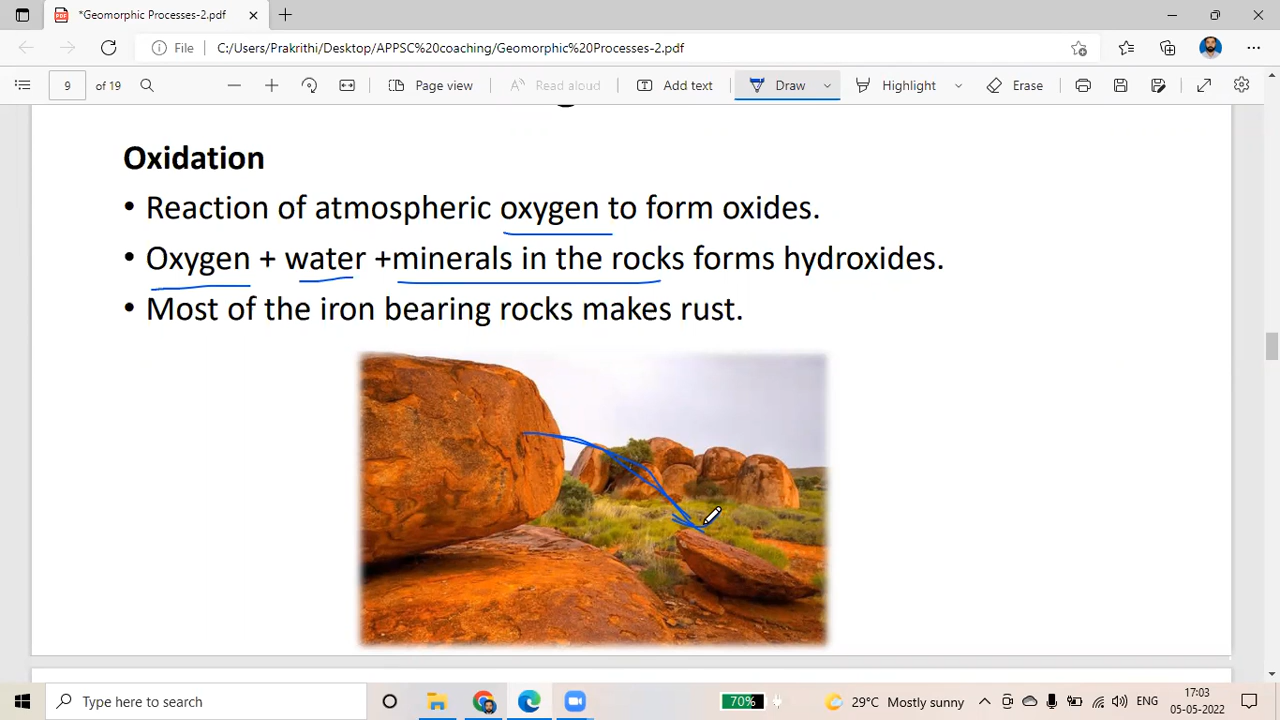 *Geomorphic Processes-2.pdf
File C:/Users/Prakrithi/Desktop/APPSC%20coaching/Geomorphic%20Processes-2.pdf
9 of 19 Page view Read aloud Add text Draw Highlight Erase
Oxidation
• Reaction of atmospheric oxygen to form oxides.
• Oxygen + water +minerals in the rocks forms hydroxides.
• Most of the iron bearing rocks makes rust.
Type here to search 70% 29°C Mostly sunny ENG 17:03
05-05-2022